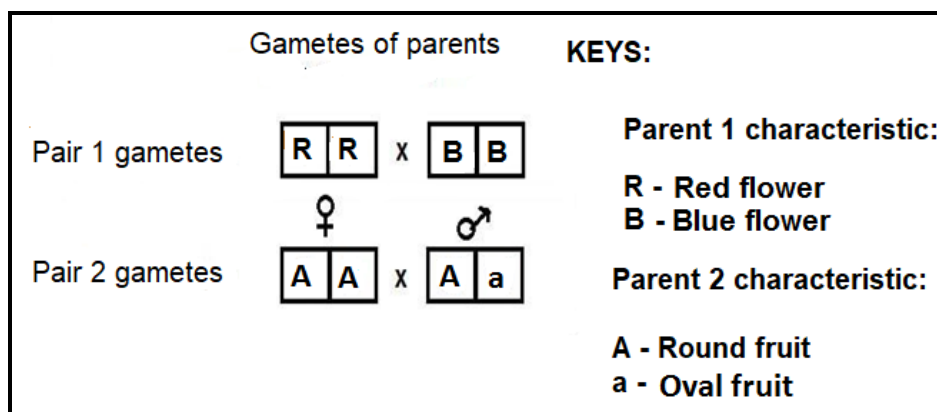 Gametes of parents
KEYS:
Pair 1 gametes
R R x B B
Parent 1 characteristic:
R - Red flower
B - Blue flower
♀ ♂
Pair 2 gametes
A A x A a
Parent 2 characteristic:
A - Round fruit
a - Oval fruit